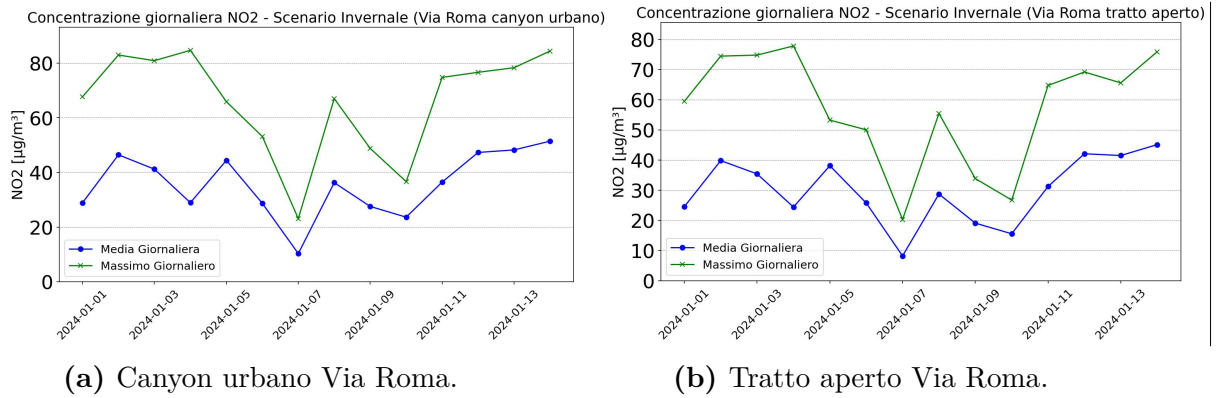 Concentrazione giornaliera NO2 - Scenario Invernale (Via Roma canyon urbano)
NO2 [µg/m³]
80
60
40
20
0
Media Giornaliera
Massimo Giornaliero
2024-01-01
2024-01-03
2024-01-05
2024-01-07
2024-01-09
2024-01-11
2024-01-13
(a) Canyon urbano Via Roma.
Concentrazione giornaliera NO2 - Scenario Invernale (Via Roma tratto aperto)
NO2 [µg/m³]
80
70
60
50
40
30
20
10
0
Media Giornaliera
Massimo Giornaliero
2024-01-01
2024-01-03
2024-01-05
2024-01-07
2024-01-09
2024-01-11
2024-01-13
(b) Tratto aperto Via Roma.